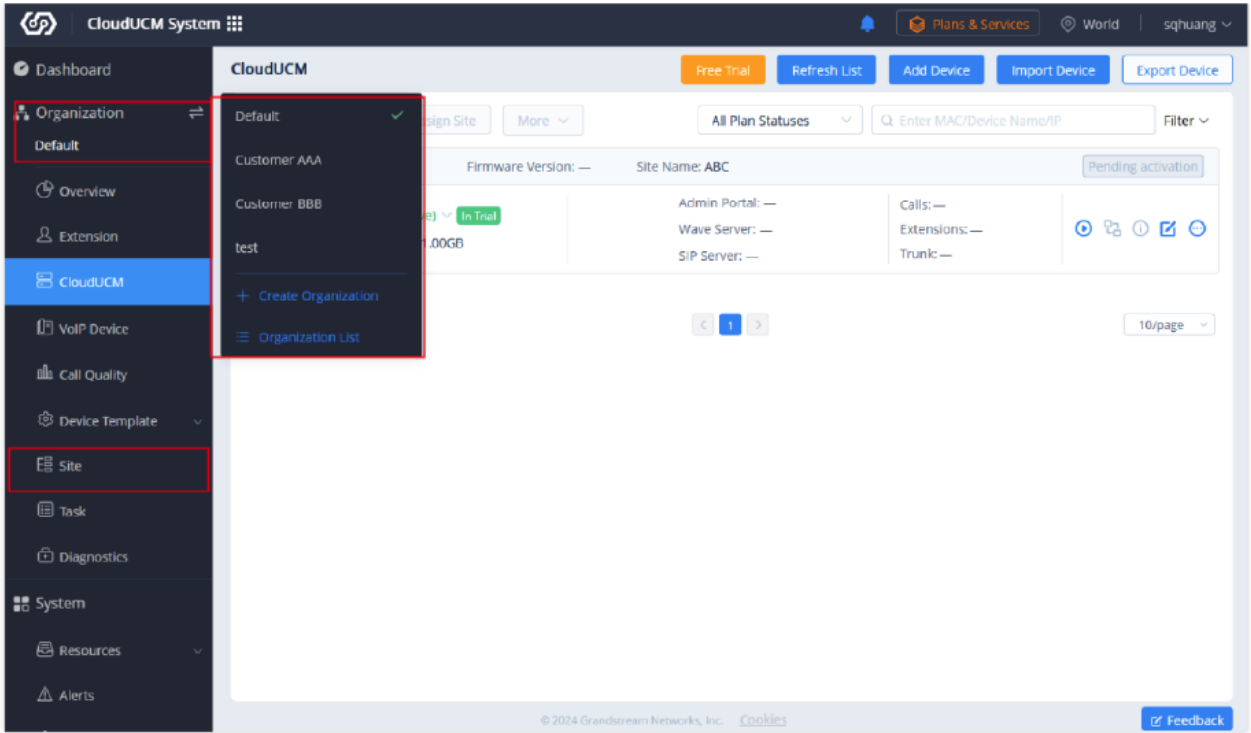 CloudUCM System
Plans & Services
World
sqhuang
Dashboard
Organization
Default
Overview
Extension
CloudUCM
VoIP Device
Call Quality
Device Template
Site
Task
Diagnostics
System
Resources
Alerts
CloudUCM
Free Trial
Refresh List
Add Device
Import Device
Export Device
Default
Customer AAA
Customer BBB
test
+ Create Organization
Organization List
sign Site
More
All Plan Statuses
Enter MAC/Device Name/IP
Filter
Firmware Version: —
Site Name: ABC
Pending activation
e)
In Trial
1.00GB
Admin Portal: —
Wave Server: —
SIP Server: —
Calls: —
Extensions: —
Trunk: —
< 1 >
10/page
© 2024 Grandstream Networks, Inc. Cookies
Feedback